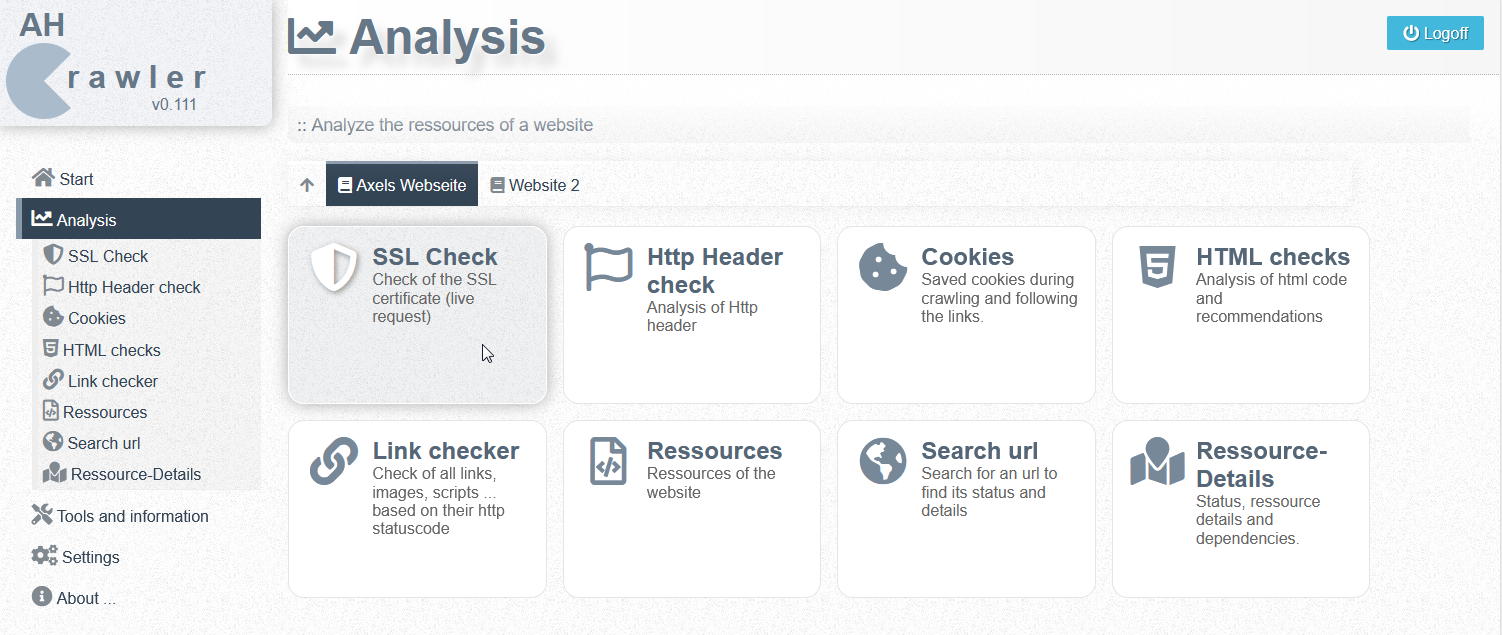 AH
rawler
v0.111
Analysis
Logoff
:: Analyze the ressources of a website
Start
Analysis
SSL Check
Http Header check
Cookies
HTML checks
Link checker
Ressources
Search url
Ressource-Details
Tools and information
Settings
About ...
Axels Webseite
Website 2
SSL Check
Check of the SSL
certificate (live
request)
Http Header
check
Analysis of Http
header
Cookies
Saved cookies during
crawling and following
the links.
HTML checks
Analysis of html code
and
recommendations
Link checker
Check of all links,
images, scripts ...
based on their http
statuscode
Ressources
Ressources of the
website
Search url
Search for an url to
find its status and
details
Ressource-
Details
Status, ressource
details and
dependencies.